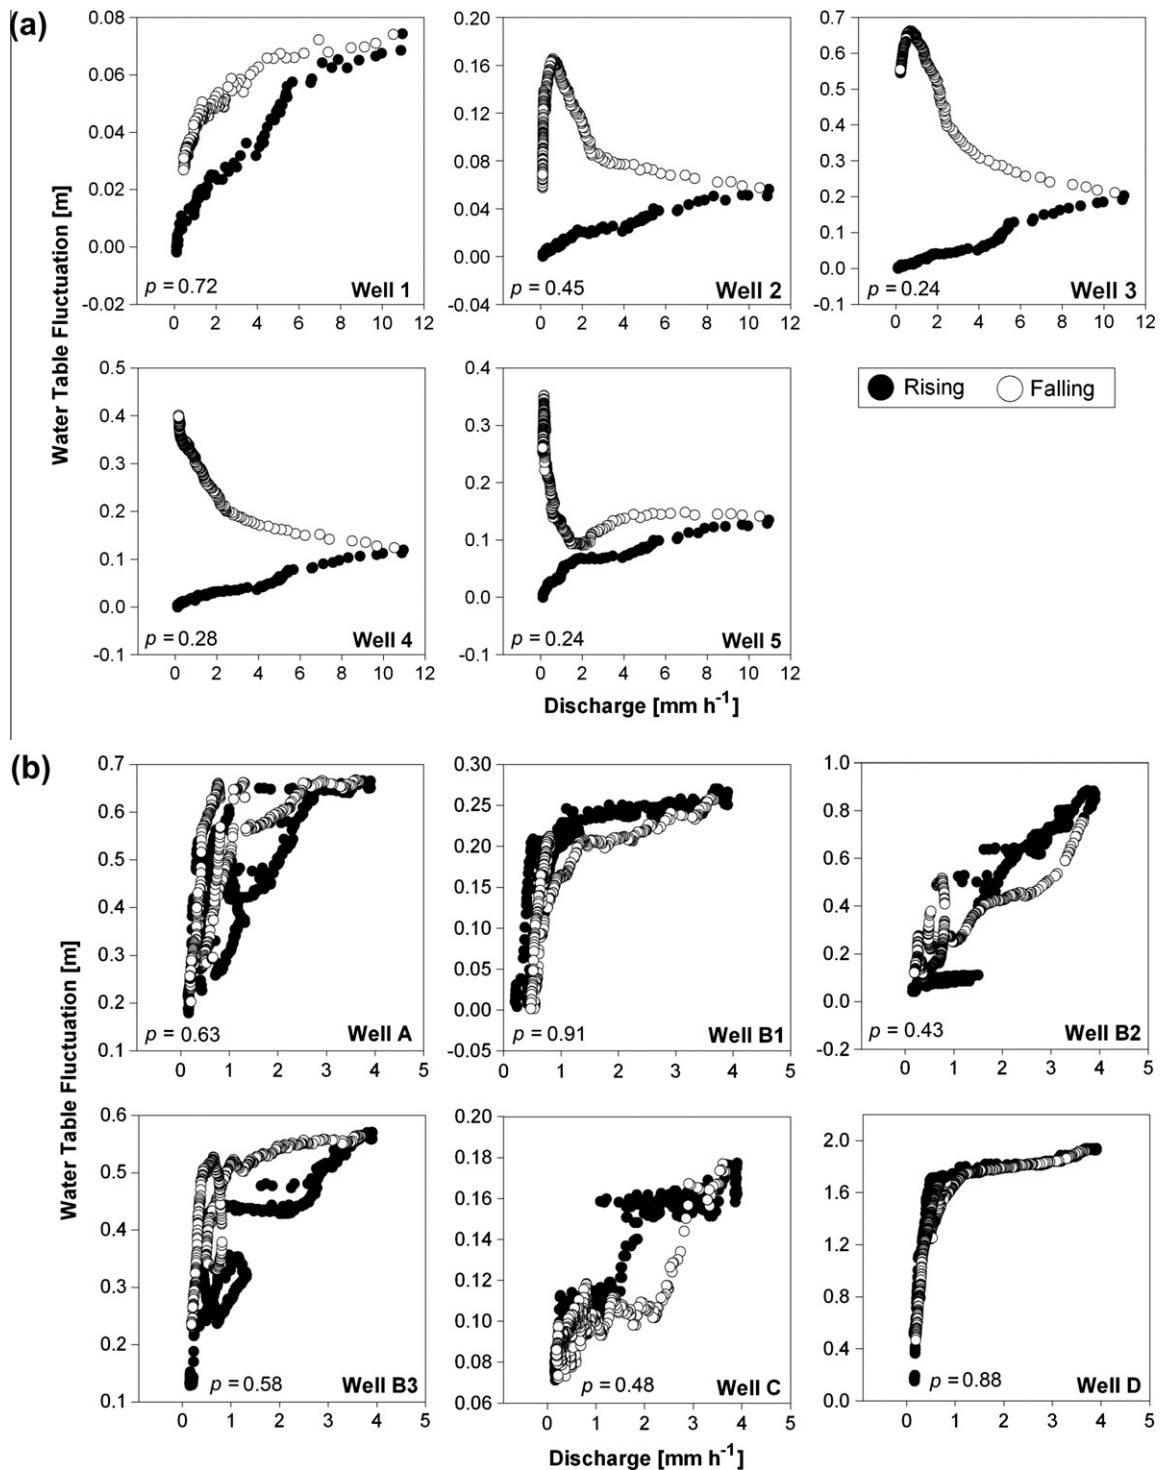 (a)
Water Table Fluctuation [m]
0.08
0.06
0.04
0.02
0.00
-0.02
p = 0.72
Well 1
0 2 4 6 8 10 12
0.20
0.16
0.12
0.08
0.04
0.00
-0.04
p = 0.45
Well 2
0 2 4 6 8 10 12
0.7
0.6
0.5
0.4
0.3
0.2
0.1
0.0
-0.1
p = 0.24
Well 3
0 2 4 6 8 10 12
0.5
0.4
0.3
0.2
0.1
0.0
-0.1
p = 0.28
Well 4
0 2 4 6 8 10 12
0.4
0.3
0.2
0.1
0.0
-0.1
p = 0.24
Well 5
0 2 4 6 8 10 12
Rising Falling
Discharge [mm h-1]
(b)
Water Table Fluctuation [m]
0.7
0.6
0.5
0.4
0.3
0.2
0.1
p = 0.63
Well A
0 1 2 3 4 5
0.30
0.25
0.20
0.15
0.10
0.05
0.00
-0.05
p = 0.91
Well B1
0 1 2 3 4 5
1.0
0.8
0.6
0.4
0.2
0.0
-0.2
p = 0.43
Well B2
0 1 2 3 4 5
0.6
0.5
0.4
0.3
0.2
0.1
p = 0.58
Well B3
0 1 2 3 4 5
0.20
0.18
0.16
0.14
0.12
0.10
0.08
0.06
p = 0.48
Well C
0 1 2 3 4 5
2.0
1.6
1.2
0.8
0.4
0.0
p = 0.88
Well D
0 1 2 3 4 5
Discharge [mm h-1]